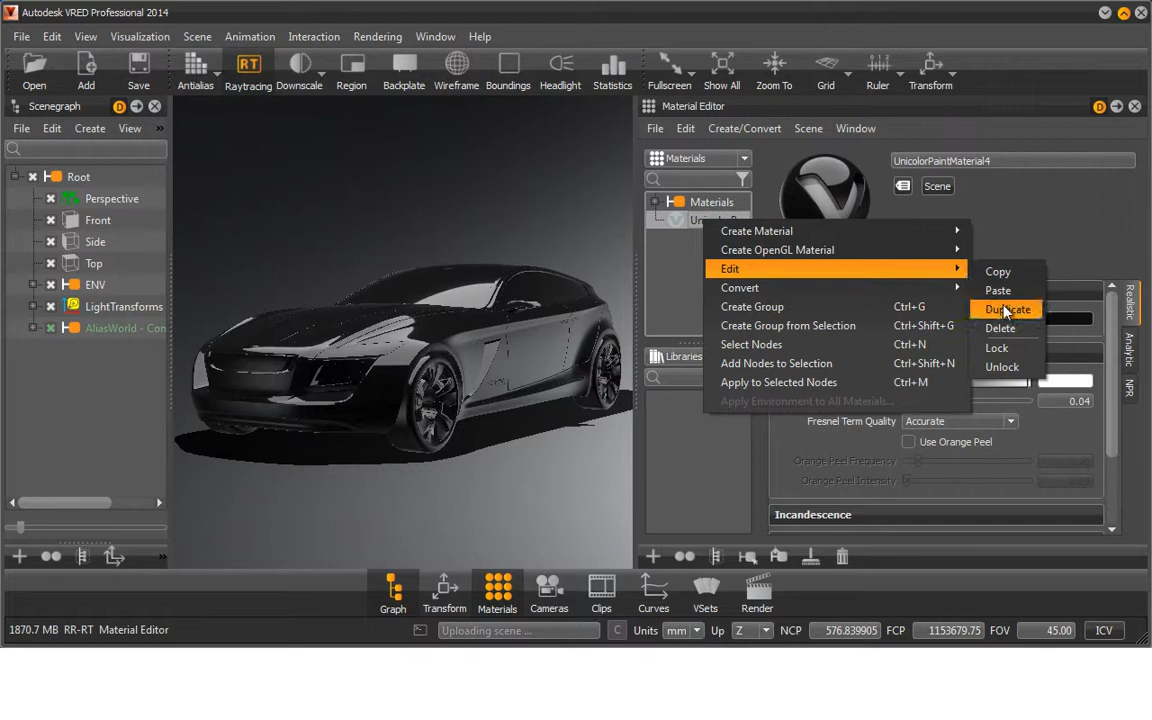 Autodesk VRED Professional 2014
File Edit View Visualization Scene Animation Interaction Rendering Window Help
Open Add Save Antialias Raytracing Downscale Region Backplate Wireframe Boundings Headlight Statistics Fullscreen Show All Zoom To Grid Ruler Transform
RT
Scenegraph D
File Edit Create View »
Root
Perspective
Front
Side
Top
ENV
LightTransforms
AliasWorld - Con
Material Editor D
File Edit Create/Convert Scene Window
Materials
UnicolorPaintMaterial4
Scene
Materials
Create Material
Create OpenGL Material
Edit
Convert
Create Group Ctrl+G
Create Group from Selection Ctrl+Shift+G
Select Nodes Ctrl+N
Add Nodes to Selection Ctrl+Shift+N
Apply to Selected Nodes Ctrl+M
Apply Environment to All Materials...
Copy
Paste
Duplicate
Delete
Lock
Unlock
Libraries
Realistic
Analytic
NPR
0.04
Fresnel Term Quality Accurate
Use Orange Peel
Orange Peel Frequency
Orange Peel Intensity
Incandescence
Graph Transform Materials Cameras Clips Curves VSets Render
1870.7 MB RR-RT Material Editor Uploading scene ... C Units mm Up Z NCP 576.839905 FCP 1153679.75 FOV 45.00 ICV